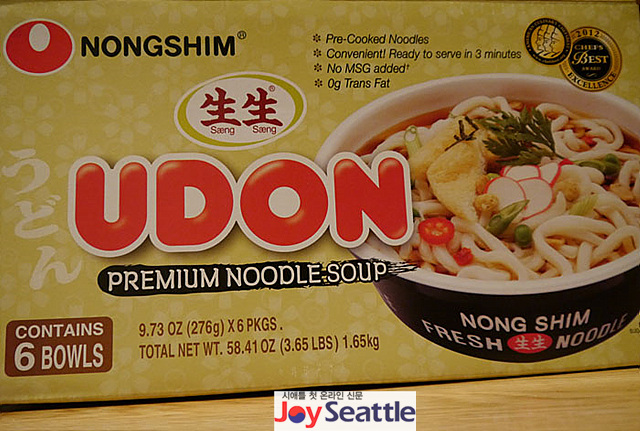 NONGSHIM®
* Pre-Cooked Noodles
* Convenient! Ready to serve in 3 minutes
* No MSG added†
* 0g Trans Fat
2012
CHEFS
BEST
AWARD
EXCELLENCE
生生®
Sæng Sæng
うどん
UDON
PREMIUM NOODLE-SOUP
CONTAINS
6 BOWLS
9.73 OZ (276g) X 6 PKGS.
TOTAL NET WT. 58.41 OZ (3.65 LBS) 1.65kg
NONG SHIM
FRESH 生生 NOODLE
시애틀 첫 온라인 신문
JoySeattle